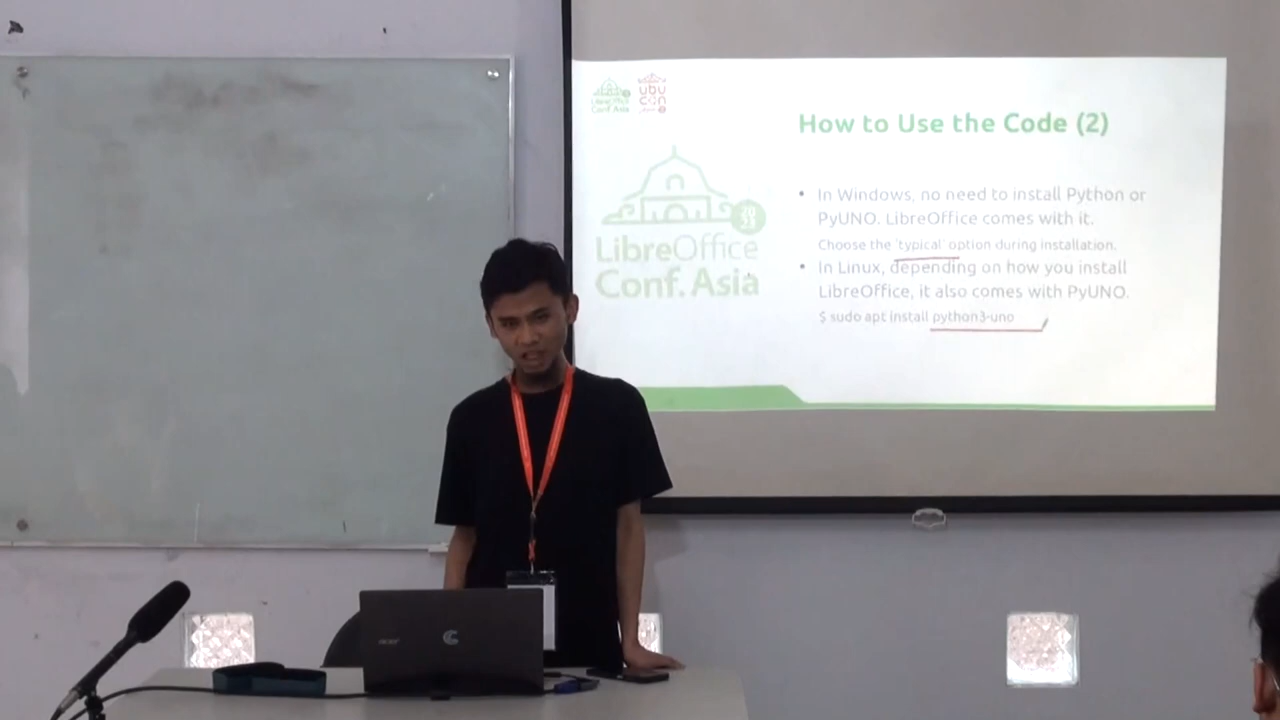 LibreOffice
Conf. Asia
ubu
con
How to Use the Code (2)
LibreOffice
Conf. Asia
• In Windows, no need to install Python or
PyUNO. LibreOffice comes with it.
Choose the 'typical' option during installation.
• In Linux, depending on how you install
LibreOffice, it also comes with PyUNO.
$ sudo apt install python3-uno
acer